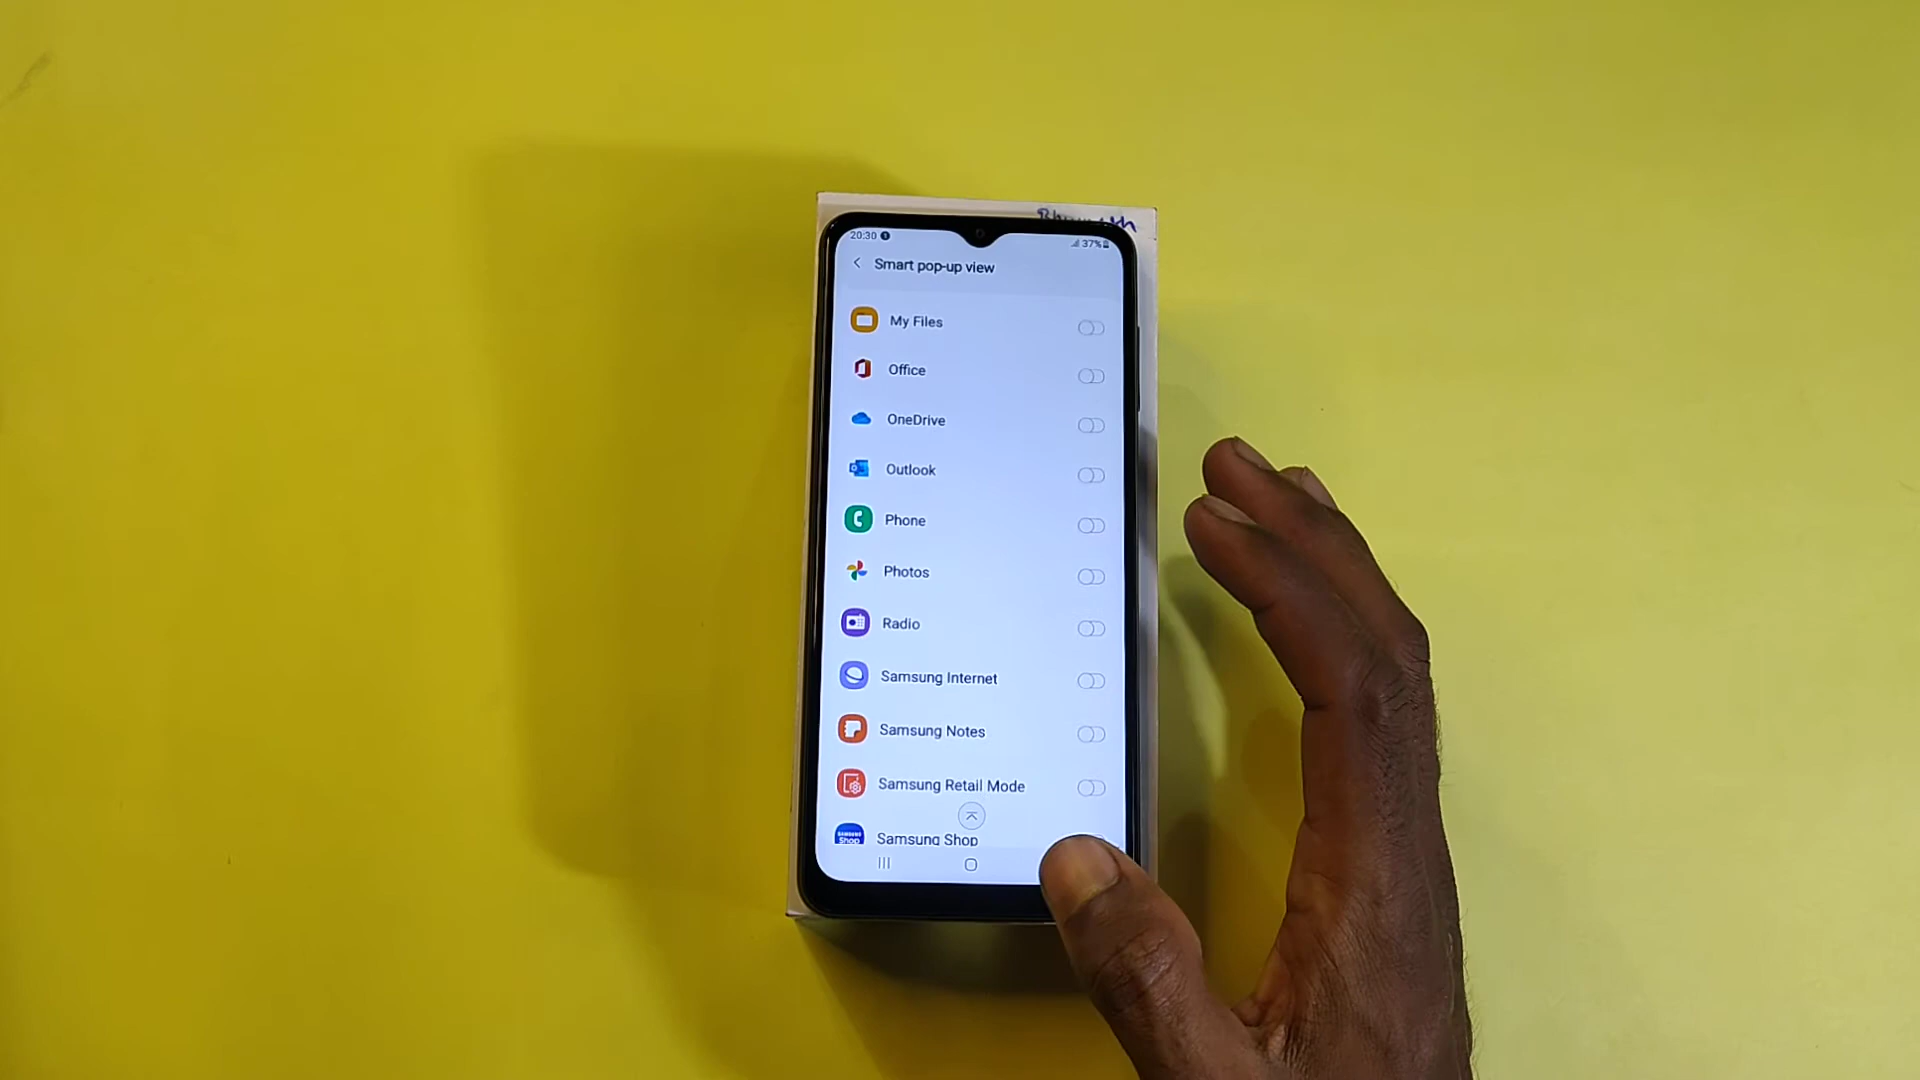 20:30
37%
Smart pop-up view
My Files
Office
OneDrive
Outlook
Phone
Photos
Radio
Samsung Internet
Samsung Notes
Samsung Retail Mode
Samsung Shop